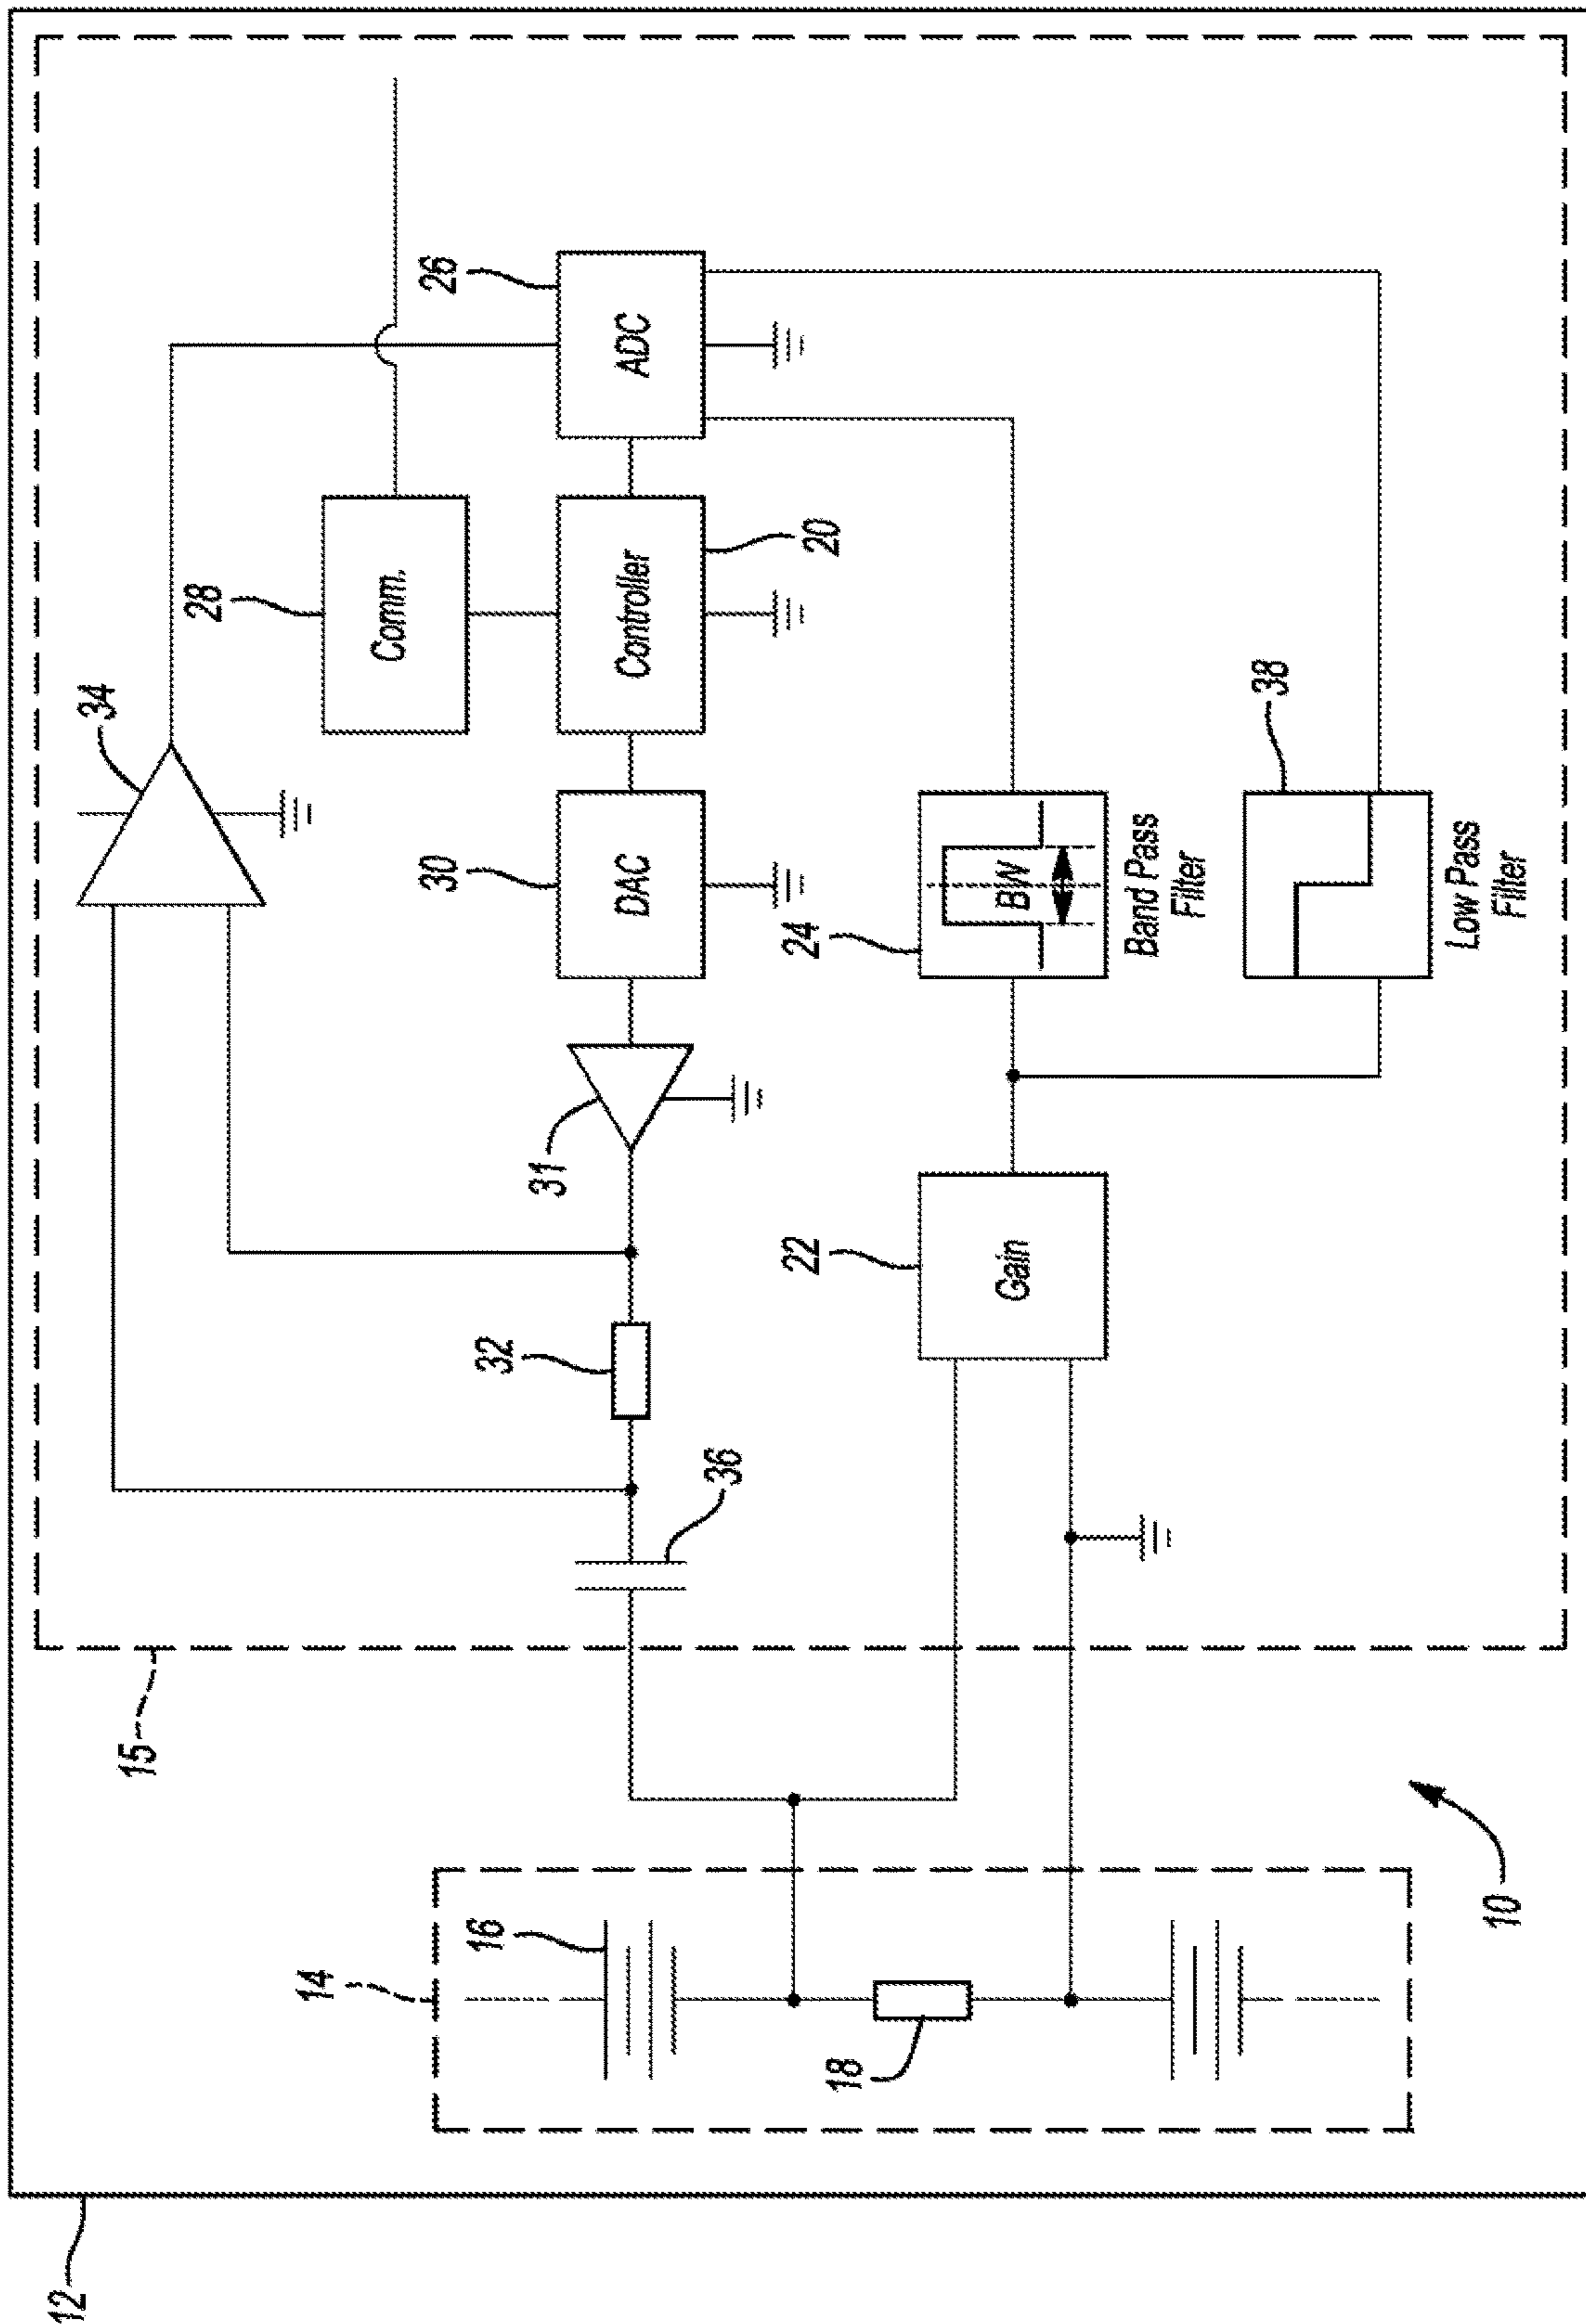 12
14
16
18
10
15
36
32
31
34
30
DAC
28
Comm.
Controller
20
26
ADC
22
Gain
24
BW
Band Pass
Filter
38
Low Pass
Filter